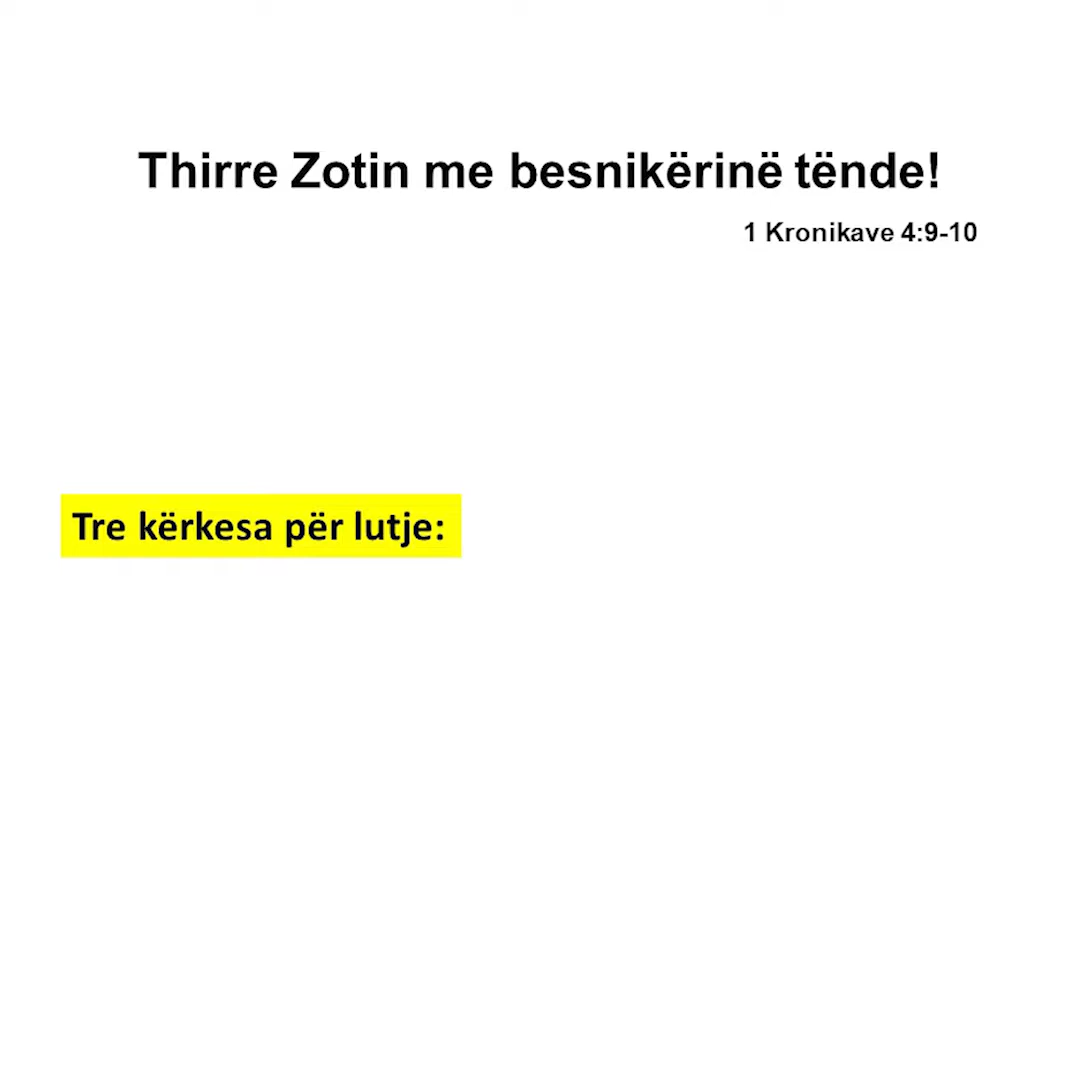 Thirre Zotin me besnikërinë tënde!
1 Kronikave 4:9-10
Tre kërkesa për lutje: